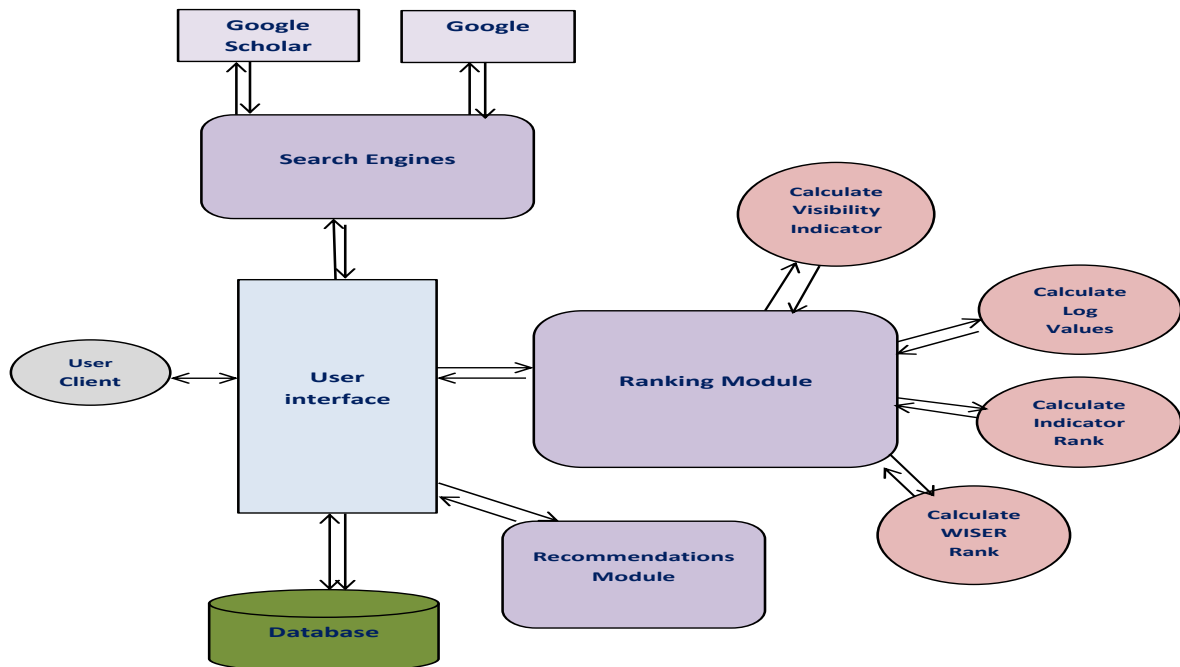 Google
Scholar
Google
Search Engines
Calculate
Visibility
Indicator
Calculate
Log
Values
User
Client
User
interface
Ranking Module
Calculate
Indicator
Rank
Calculate
WISER
Rank
Recommendations
Module
Database